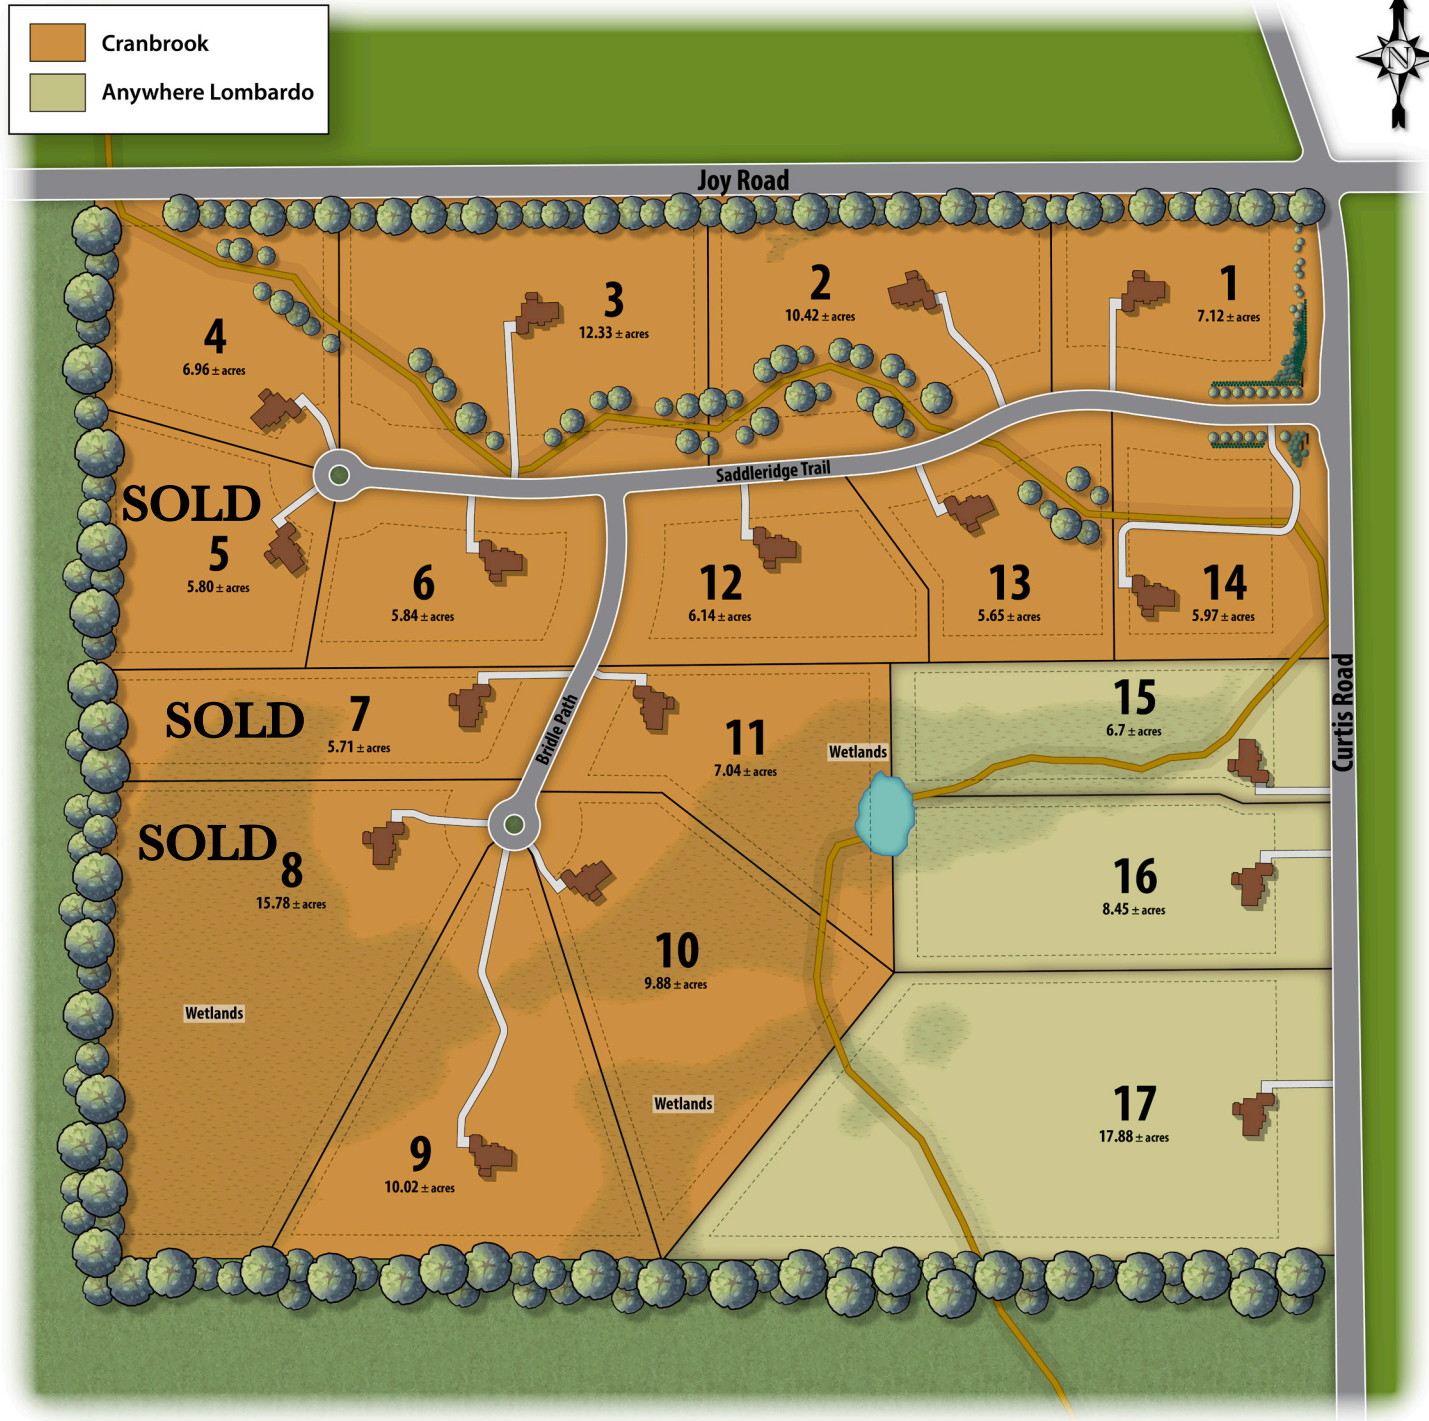 Cranbrook
Anywhere Lombardo
N
Joy Road
1
7.12 ± acres
2
10.42 ± acres
3
12.33 ± acres
4
6.96 ± acres
Saddleridge Trail
SOLD
5
5.80 ± acres
6
5.84 ± acres
12
6.14 ± acres
13
5.65 ± acres
14
5.97 ± acres
SOLD
7
5.71 ± acres
Bridle Path
11
7.04 ± acres
Wetlands
15
6.7 ± acres
Curtis Road
SOLD
8
15.78 ± acres
16
8.45 ± acres
10
9.88 ± acres
Wetlands
Wetlands
9
10.02 ± acres
17
17.88 ± acres